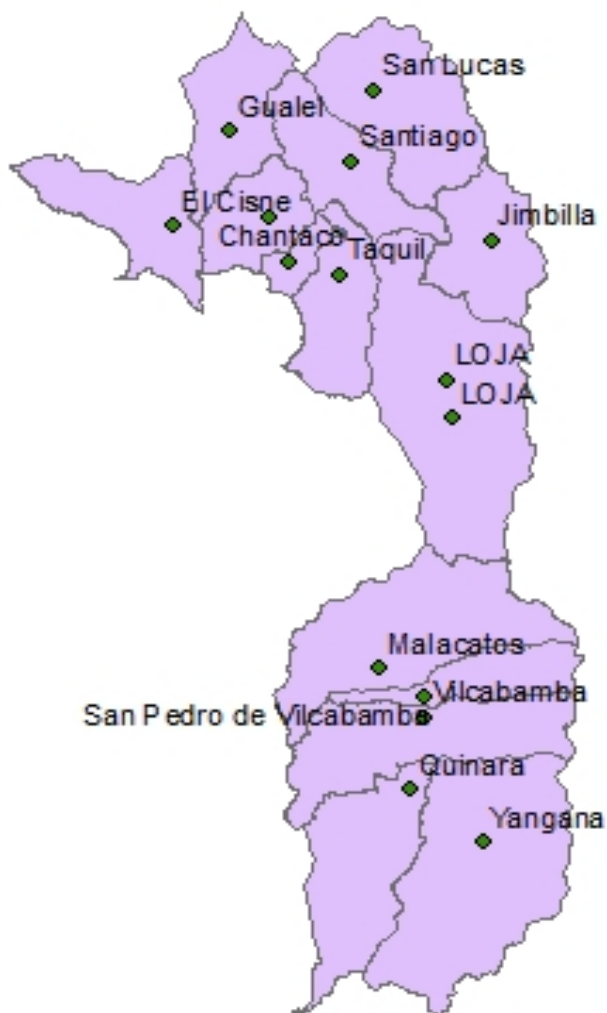 San Lucas
Gualel
Santiago
El Cisne
Jimbilla
Chantaco
Taquil
LOJA
LOJA
Malacatos
Vilcabamba
San Pedro de Vilcabamba
Quinara
Yangana